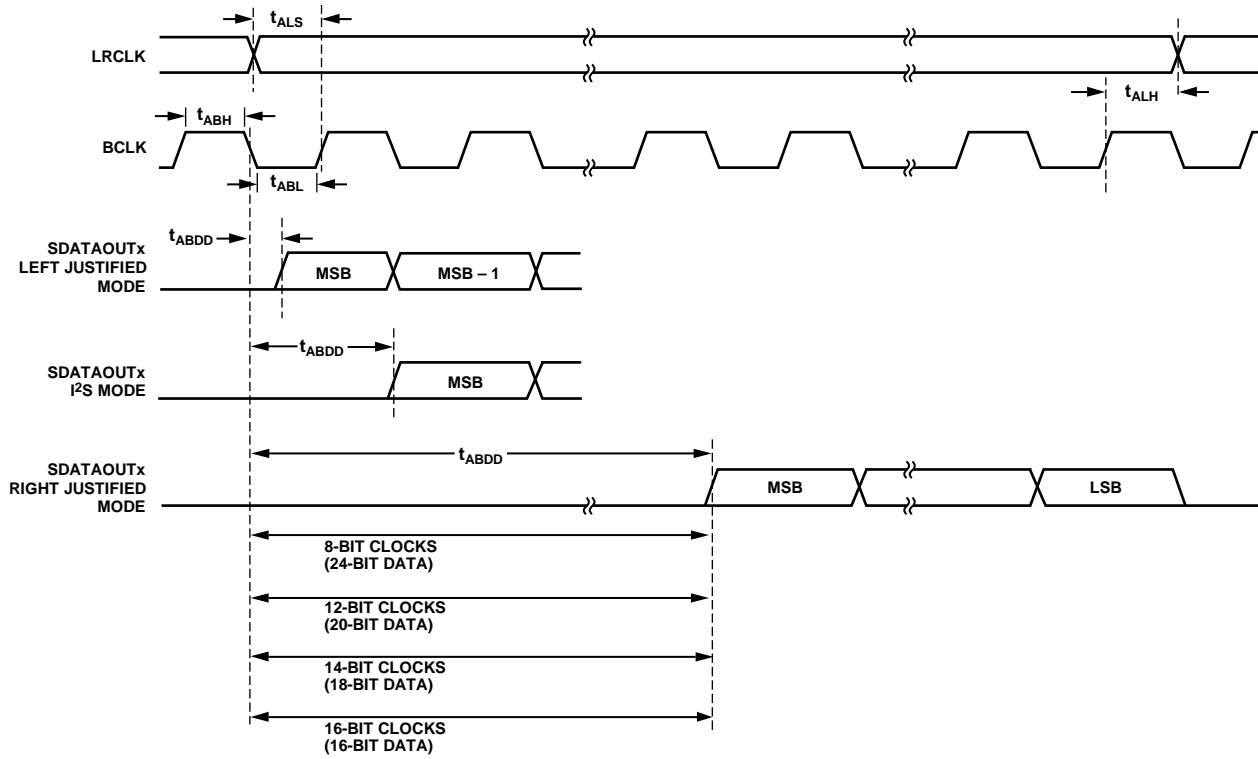 tALS
LRCLK
tALH
tABH
BCLK
tABL
tABDD
SDATAOUTx
LEFT JUSTIFIED
MODE
MSB
MSB – 1
tABDD
SDATAOUTx
I2S MODE
MSB
tABDD
SDATAOUTx
RIGHT JUSTIFIED
MODE
MSB
LSB
8-BIT CLOCKS
(24-BIT DATA)
12-BIT CLOCKS
(20-BIT DATA)
14-BIT CLOCKS
(18-BIT DATA)
16-BIT CLOCKS
(16-BIT DATA)